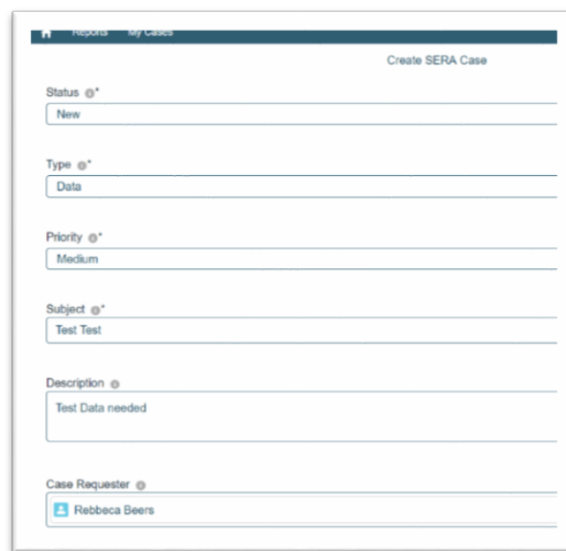 Reports My Cases
Create SERA Case
Status *
New
Type *
Data
Priority *
Medium
Subject *
Test Test
Description
Test Data needed
Case Requester
Rebbeca Beers